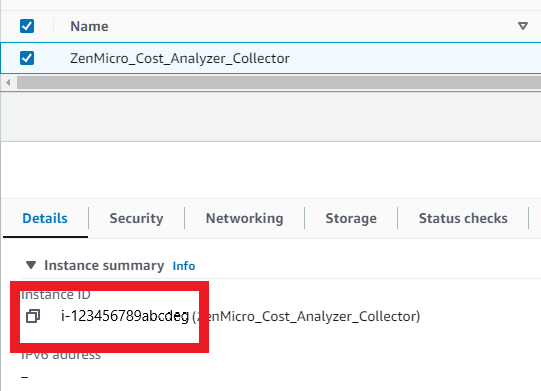 Name
ZenMicro_Cost_Analyzer_Collector
Details Security Networking Storage Status checks
Instance summary Info
Instance ID
i-123456789abcdeg (ZenMicro_Cost_Analyzer_Collector)
IPv6 address
–